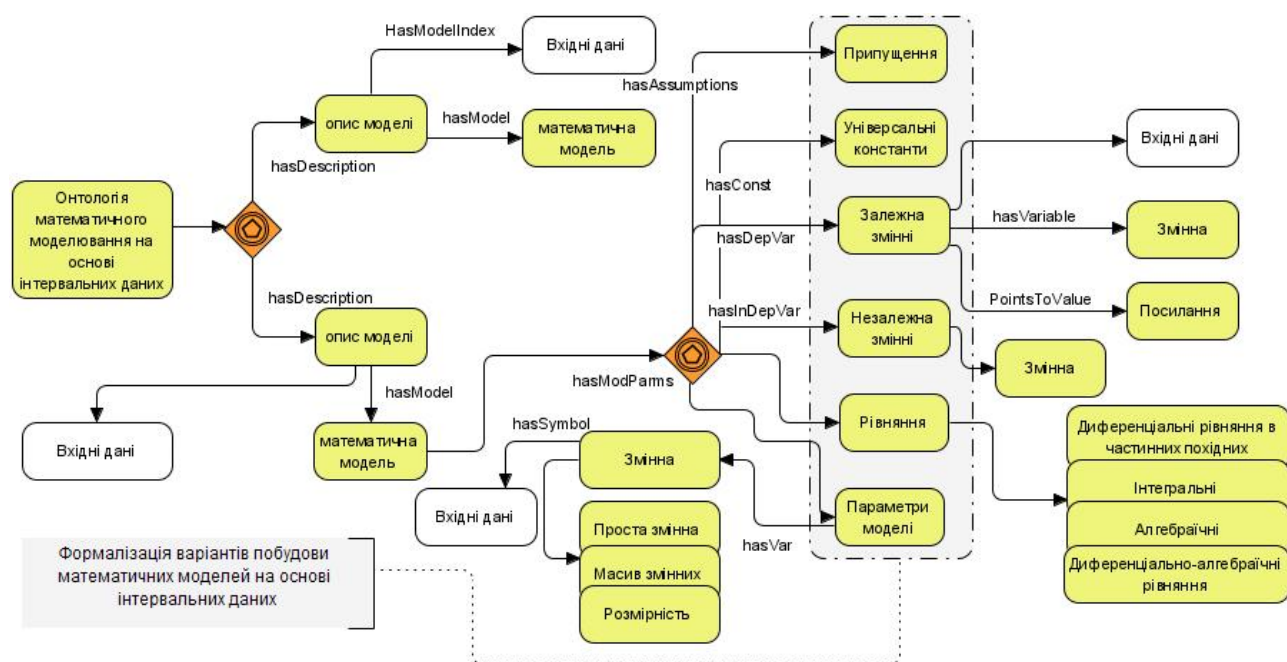 HasModelIndex
Вхідні дані
опис моделі
hasModel
математична
модель
hasDescription
Онтологія
математичного
моделювання на
основі
інтервальних даних
hasDescription
опис моделі
hasModel
Вхідні дані
математична
модель
hasAssumptions
Припущення
Універсальні
константи
hasConst
Залежна
змінні
hasDepVar
Вхідні дані
hasVariable
Змінна
PointsToValue
Посилання
hasInDepVar
Незалежна
змінні
Змінна
hasModParms
Рівняння
Диференціальні рівняння в
частинних похідних
Інтегральні
Алгебраїчні
Диференціально-алгебраїчні
рівняння
Параметри
моделі
hasVar
hasSymbol
Змінна
Вхідні дані
Проста змінна
Масив змінних
Розмірність
Формалізація варіантів побудови
математичних моделей на основі
інтервальних даних